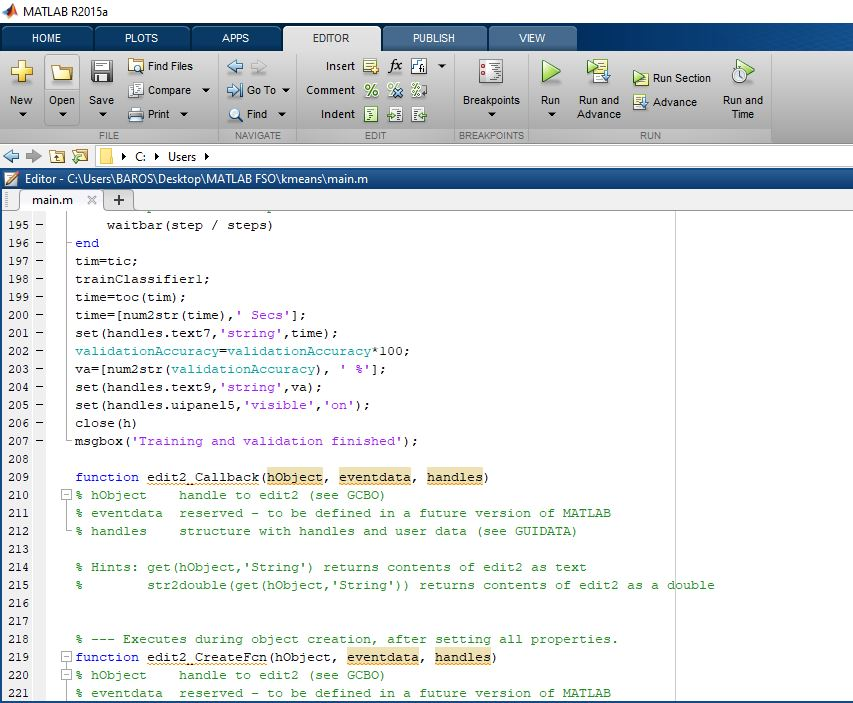 MATLAB R2015a
HOME PLOTS APPS EDITOR PUBLISH VIEW
New Open Save
Find Files
Compare
Print
FILE
Go To
Find
NAVIGATE
Insert fx
Comment
Indent
EDIT
Breakpoints
BREAKPOINTS
Run
Run and Advance
Run Section
Advance
Run and Time
RUN
C: Users
Editor - C:\Users\BAROS\Desktop\MATLAB FSO\kmeans\main.m
main.m
195 – waitbar(step / steps)
196 – end
197 – tim=tic;
198 – trainClassifier1;
199 – time=toc(tim);
200 – time=[num2str(time),' Secs'];
201 – set(handles.text7,'string',time);
202 – validationAccuracy=validationAccuracy*100;
203 – va=[num2str(validationAccuracy), ' %'];
204 – set(handles.text9,'string',va);
205 – set(handles.uipanel5,'visible','on');
206 – close(h)
207 – msgbox('Training and validation finished');
208
209 function edit2_Callback(hObject, eventdata, handles)
210 % hObject    handle to edit2 (see GCBO)
211 % eventdata  reserved - to be defined in a future version of MATLAB
212 % handles    structure with handles and user data (see GUIDATA)
213
214 % Hints: get(hObject,'String') returns contents of edit2 as text
215 %        str2double(get(hObject,'String')) returns contents of edit2 as a double
216
217
218 % --- Executes during object creation, after setting all properties.
219 function edit2_CreateFcn(hObject, eventdata, handles)
220 % hObject    handle to edit2 (see GCBO)
221 % eventdata  reserved - to be defined in a future version of MATLAB